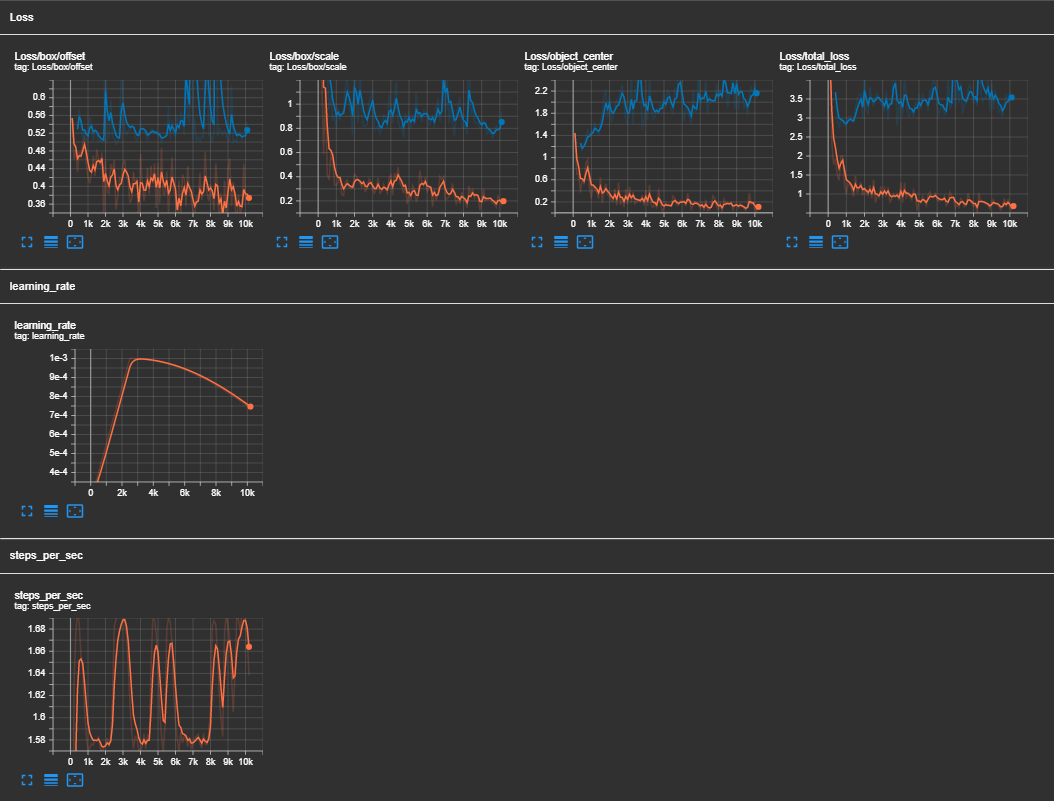 Loss
Loss/box/offset
tag: Loss/box/offset
0.6
0.56
0.52
0.48
0.44
0.4
0.36
0 1k 2k 3k 4k 5k 6k 7k 8k 9k 10k
Loss/box/scale
tag: Loss/box/scale
1
0.8
0.6
0.4
0.2
0 1k 2k 3k 4k 5k 6k 7k 8k 9k 10k
Loss/object_center
tag: Loss/object_center
2.2
1.8
1.4
1
0.6
0.2
0 1k 2k 3k 4k 5k 6k 7k 8k 9k 10k
Loss/total_loss
tag: Loss/total_loss
3.5
3
2.5
2
1.5
1
0 1k 2k 3k 4k 5k 6k 7k 8k 9k 10k
learning_rate
learning_rate
tag: learning_rate
1e-3
9e-4
8e-4
7e-4
6e-4
5e-4
4e-4
0 2k 4k 6k 8k 10k
steps_per_sec
steps_per_sec
tag: steps_per_sec
1.68
1.66
1.64
1.62
1.6
1.58
0 1k 2k 3k 4k 5k 6k 7k 8k 9k 10k